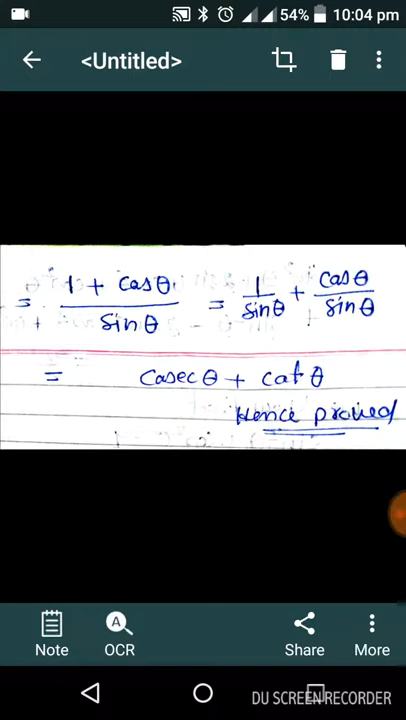 54% 10:04 pm
<Untitled>
= 1 + cosθ / sinθ = 1 / sinθ + cosθ / sinθ
= cosecθ + cotθ
Hence proved
Note OCR Share More
DU SCREEN RECORDER